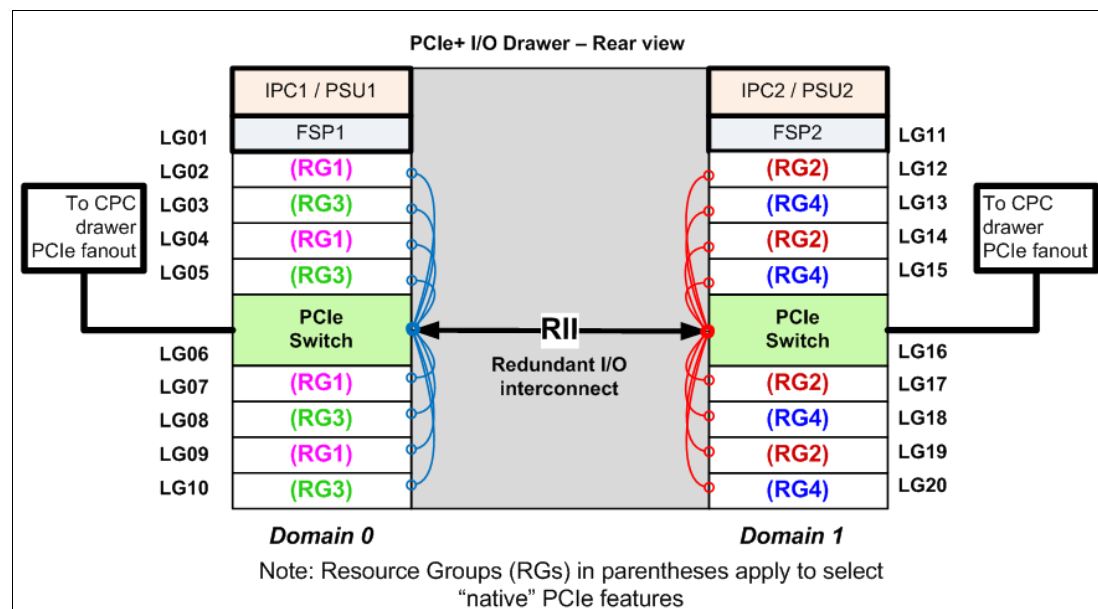 PCIe+ I/O Drawer – Rear view
IPC1 / PSU1
IPC2 / PSU2
LG01
FSP1
FSP2
LG11
LG02
(RG1)
(RG2)
LG12
LG03
(RG3)
(RG4)
LG13
LG04
(RG1)
(RG2)
LG14
LG05
(RG3)
(RG4)
LG15
To CPC
drawer
PCIe fanout
To CPC
drawer
PCIe fanout
PCIe
Switch
RII
Redundant I/O
interconnect
PCIe
Switch
LG06
LG16
LG07
(RG1)
(RG2)
LG17
LG08
(RG3)
(RG4)
LG18
LG09
(RG1)
(RG2)
LG19
LG10
(RG3)
(RG4)
LG20
Domain 0
Domain 1
Note: Resource Groups (RGs) in parentheses apply to select
“native” PCIe features